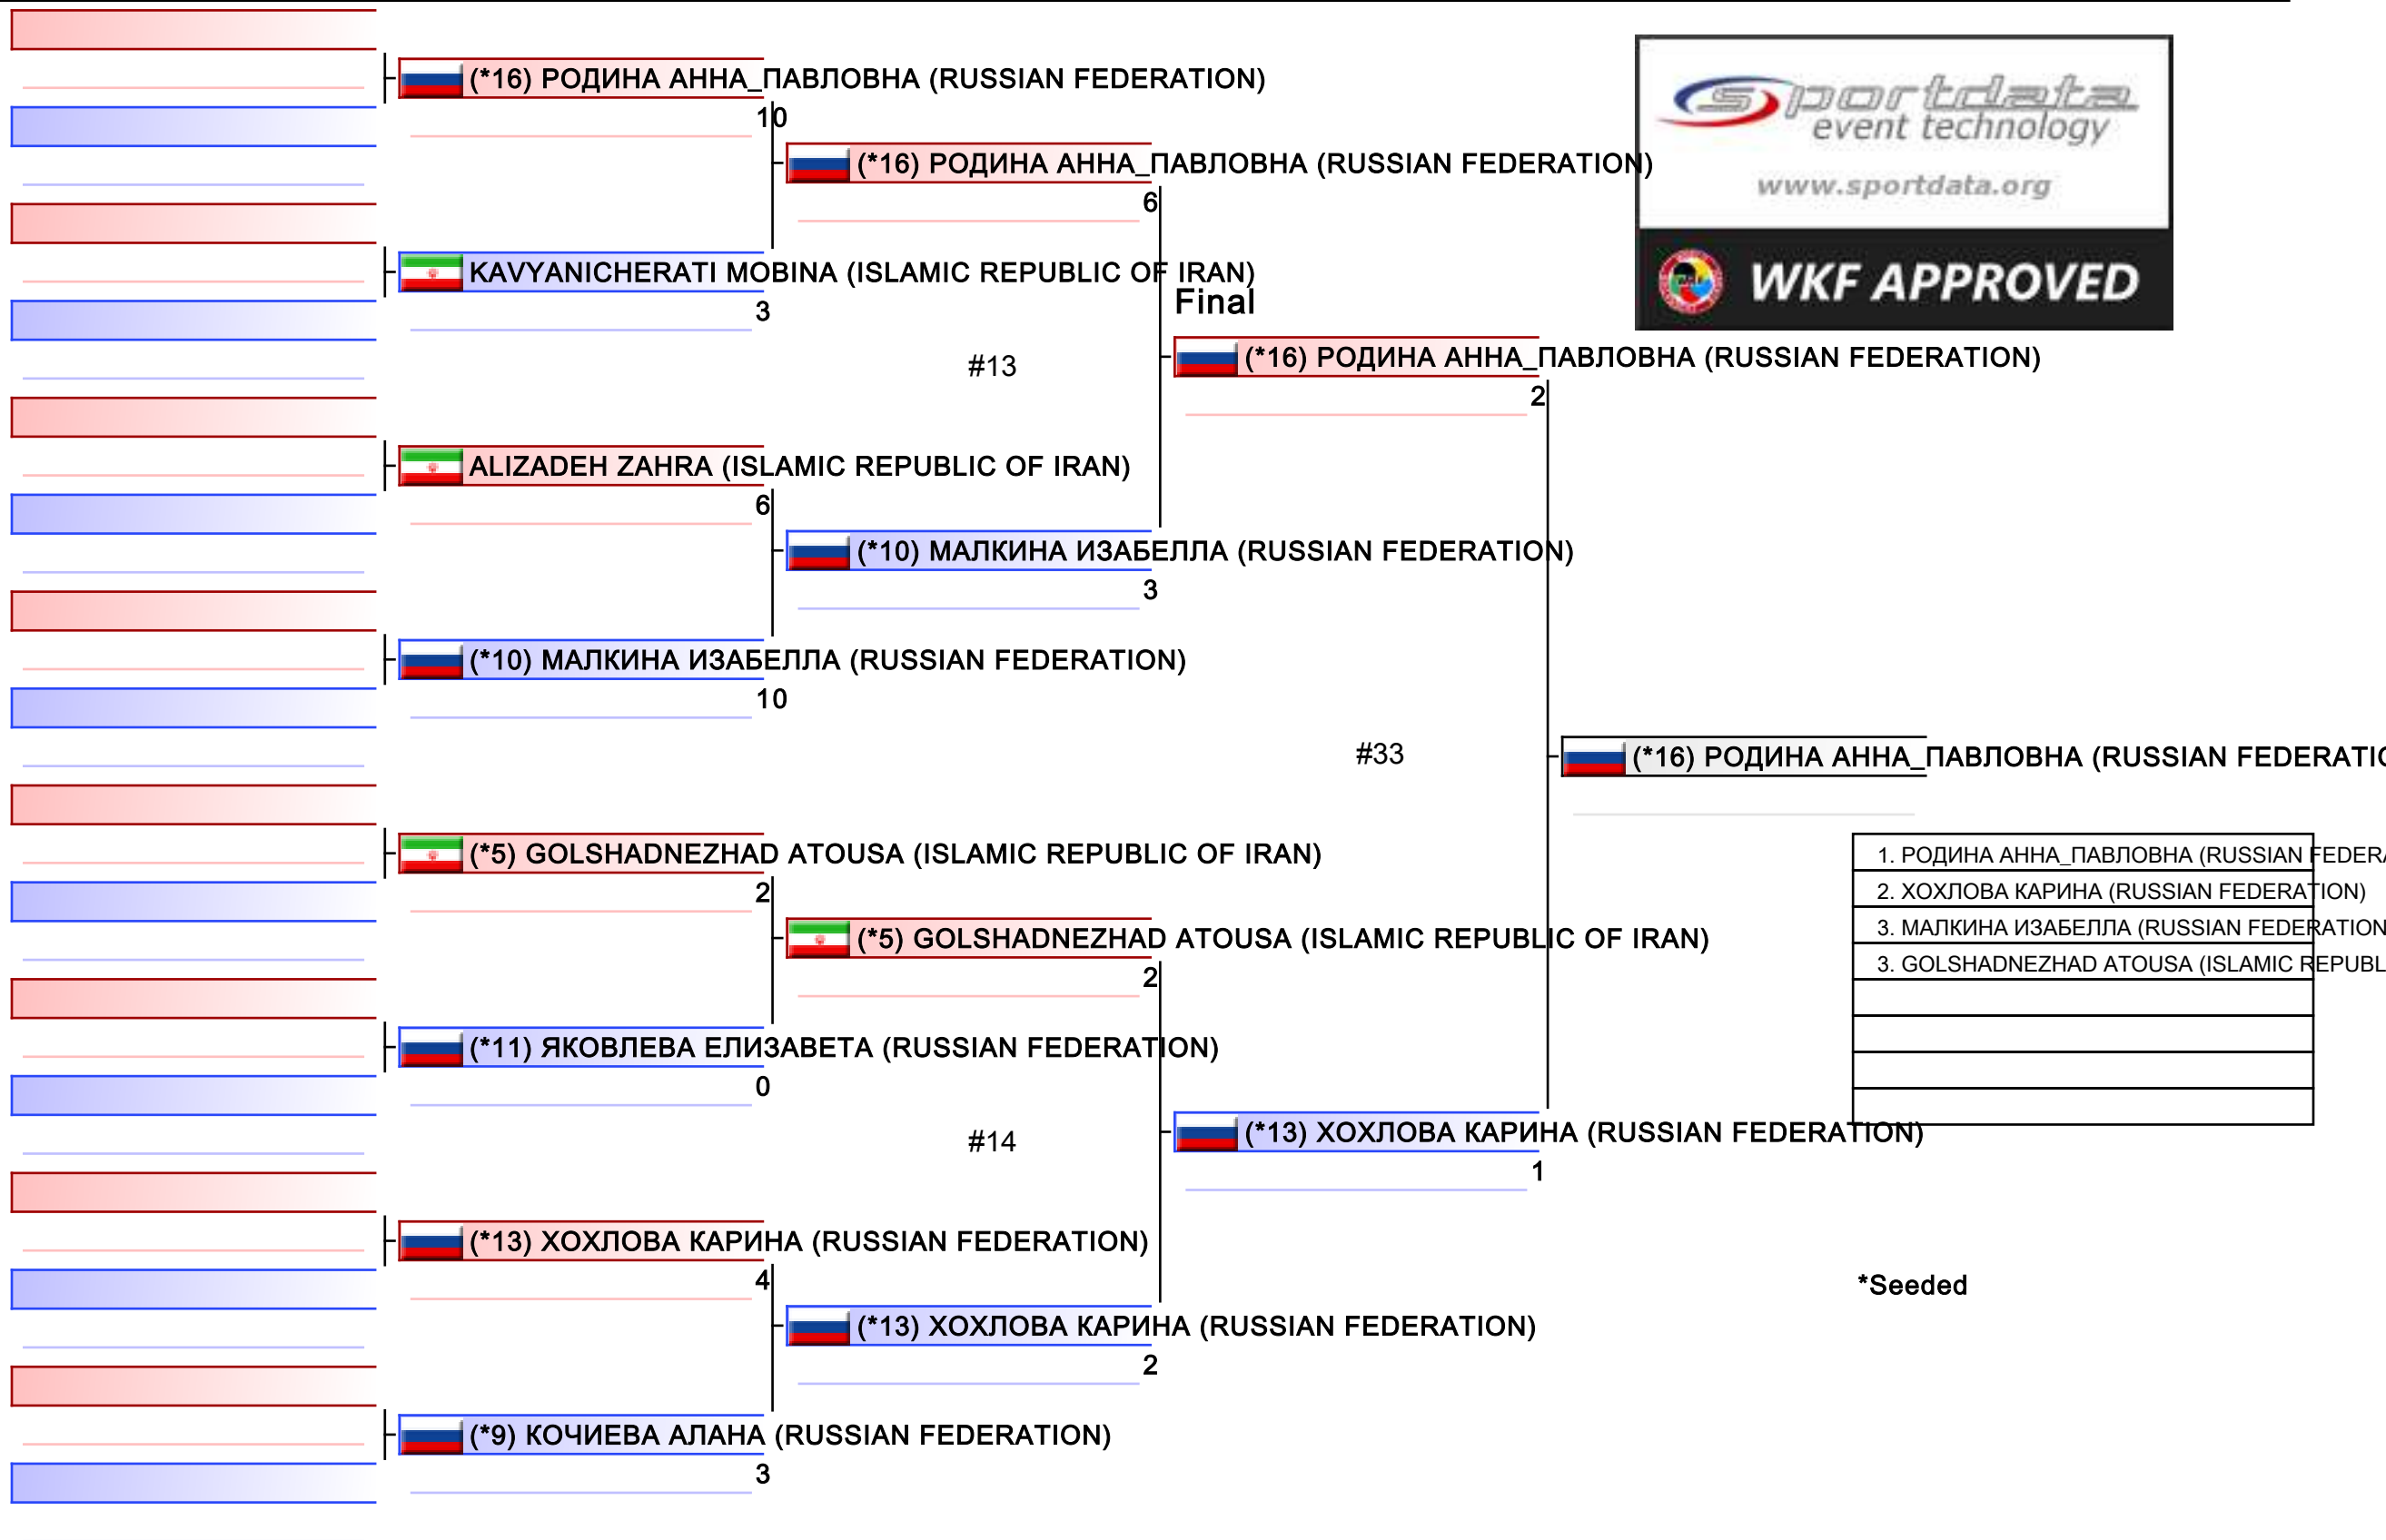 (*16) РОДИНА АННА_ПАВЛОВНА (RUSSIAN FEDERATION)
10
(*16) РОДИНА АННА_ПАВЛОВНА (RUSSIAN FEDERATION)
6
KAVYANICHERATI MOBINA (ISLAMIC REPUBLIC OF IRAN)
3
Final
#13
(*16) РОДИНА АННА_ПАВЛОВНА (RUSSIAN FEDERATION)
2
ALIZADEH ZAHRA (ISLAMIC REPUBLIC OF IRAN)
6
(*10) МАЛКИНА ИЗАБЕЛЛА (RUSSIAN FEDERATION)
3
(*10) МАЛКИНА ИЗАБЕЛЛА (RUSSIAN FEDERATION)
10
#33
(*16) РОДИНА АННА_ПАВЛОВНА (RUSSIAN FEDERATIO
(*5) GOLSHADNEZHAD ATOUSA (ISLAMIC REPUBLIC OF IRAN)
2
(*5) GOLSHADNEZHAD ATOUSA (ISLAMIC REPUBLIC OF IRAN)
2
(*11) ЯКОВЛЕВА ЕЛИЗАВЕТА (RUSSIAN FEDERATION)
0
#14
(*13) ХОХЛОВА КАРИНА (RUSSIAN FEDERATION)
1
(*13) ХОХЛОВА КАРИНА (RUSSIAN FEDERATION)
4
(*13) ХОХЛОВА КАРИНА (RUSSIAN FEDERATION)
2
(*9) КОЧИЕВА АЛАНА (RUSSIAN FEDERATION)
3
sportdata
event technology
www.sportdata.org
WKF APPROVED
1. РОДИНА АННА_ПАВЛОВНА (RUSSIAN FEDERA
2. ХОХЛОВА КАРИНА (RUSSIAN FEDERATION)
3. МАЛКИНА ИЗАБЕЛЛА (RUSSIAN FEDERATION
3. GOLSHADNEZHAD ATOUSA (ISLAMIC REPUBL
*Seeded